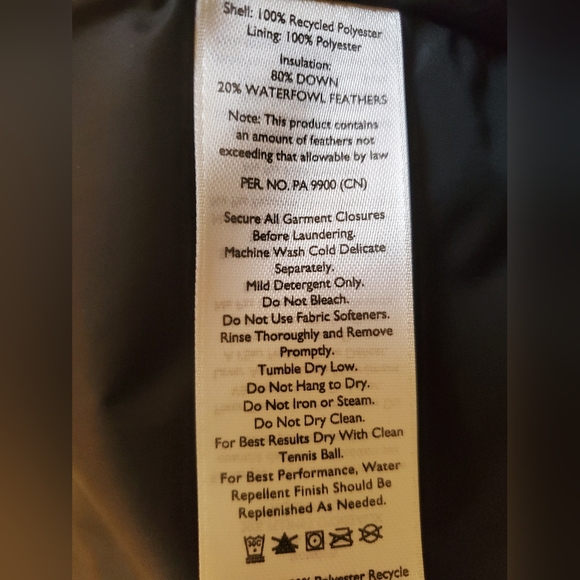 Shell: 100% Recycled Polyester
Lining: 100% Polyester
Insulation:
80% DOWN
20% WATERFOWL FEATHERS
Note: This product contains
an amount of feathers not
exceeding that allowable by law
PER. NO. PA 9900 (CN)
Secure All Garment Closures
Before Laundering.
Machine Wash Cold Delicate
Separately.
Mild Detergent Only.
Do Not Bleach.
Do Not Use Fabric Softeners.
Rinse Thoroughly and Remove
Promptly.
Tumble Dry Low.
Do Not Hang to Dry.
Do Not Iron or Steam.
Do Not Dry Clean.
For Best Results Dry With Clean
Tennis Ball.
For Best Performance, Water
Repellent Finish Should Be
Replenished As Needed.
Polyester Recycle